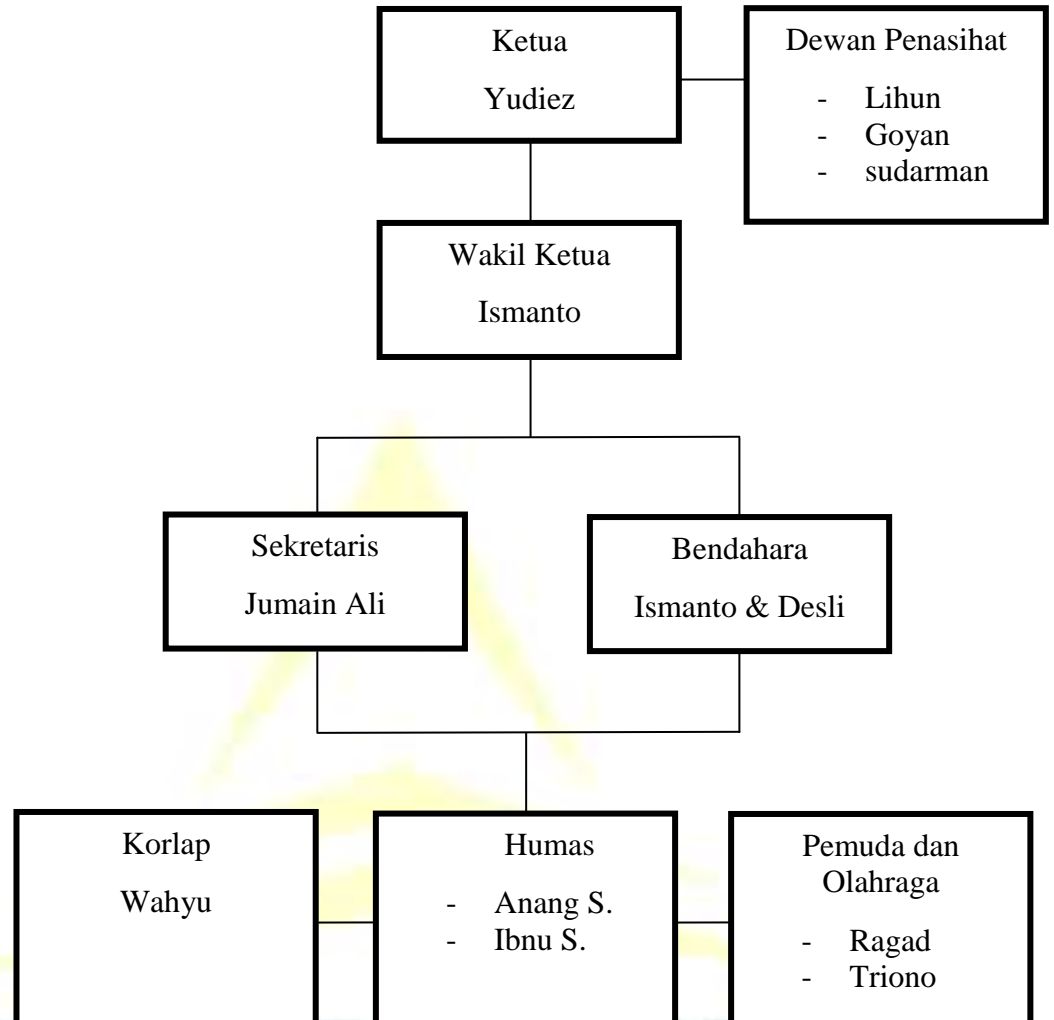 Ketua
Yudiez
Dewan Penasihat
- Lihun
- Goyan
- sudarman
Wakil Ketua
Ismanto
Sekretaris
Jumain Ali
Bendahara
Ismanto & Desli
Korlap
Wahyu
Humas
- Anang S.
- Ibnu S.
Pemuda dan
Olahraga
- Ragad
- Triono